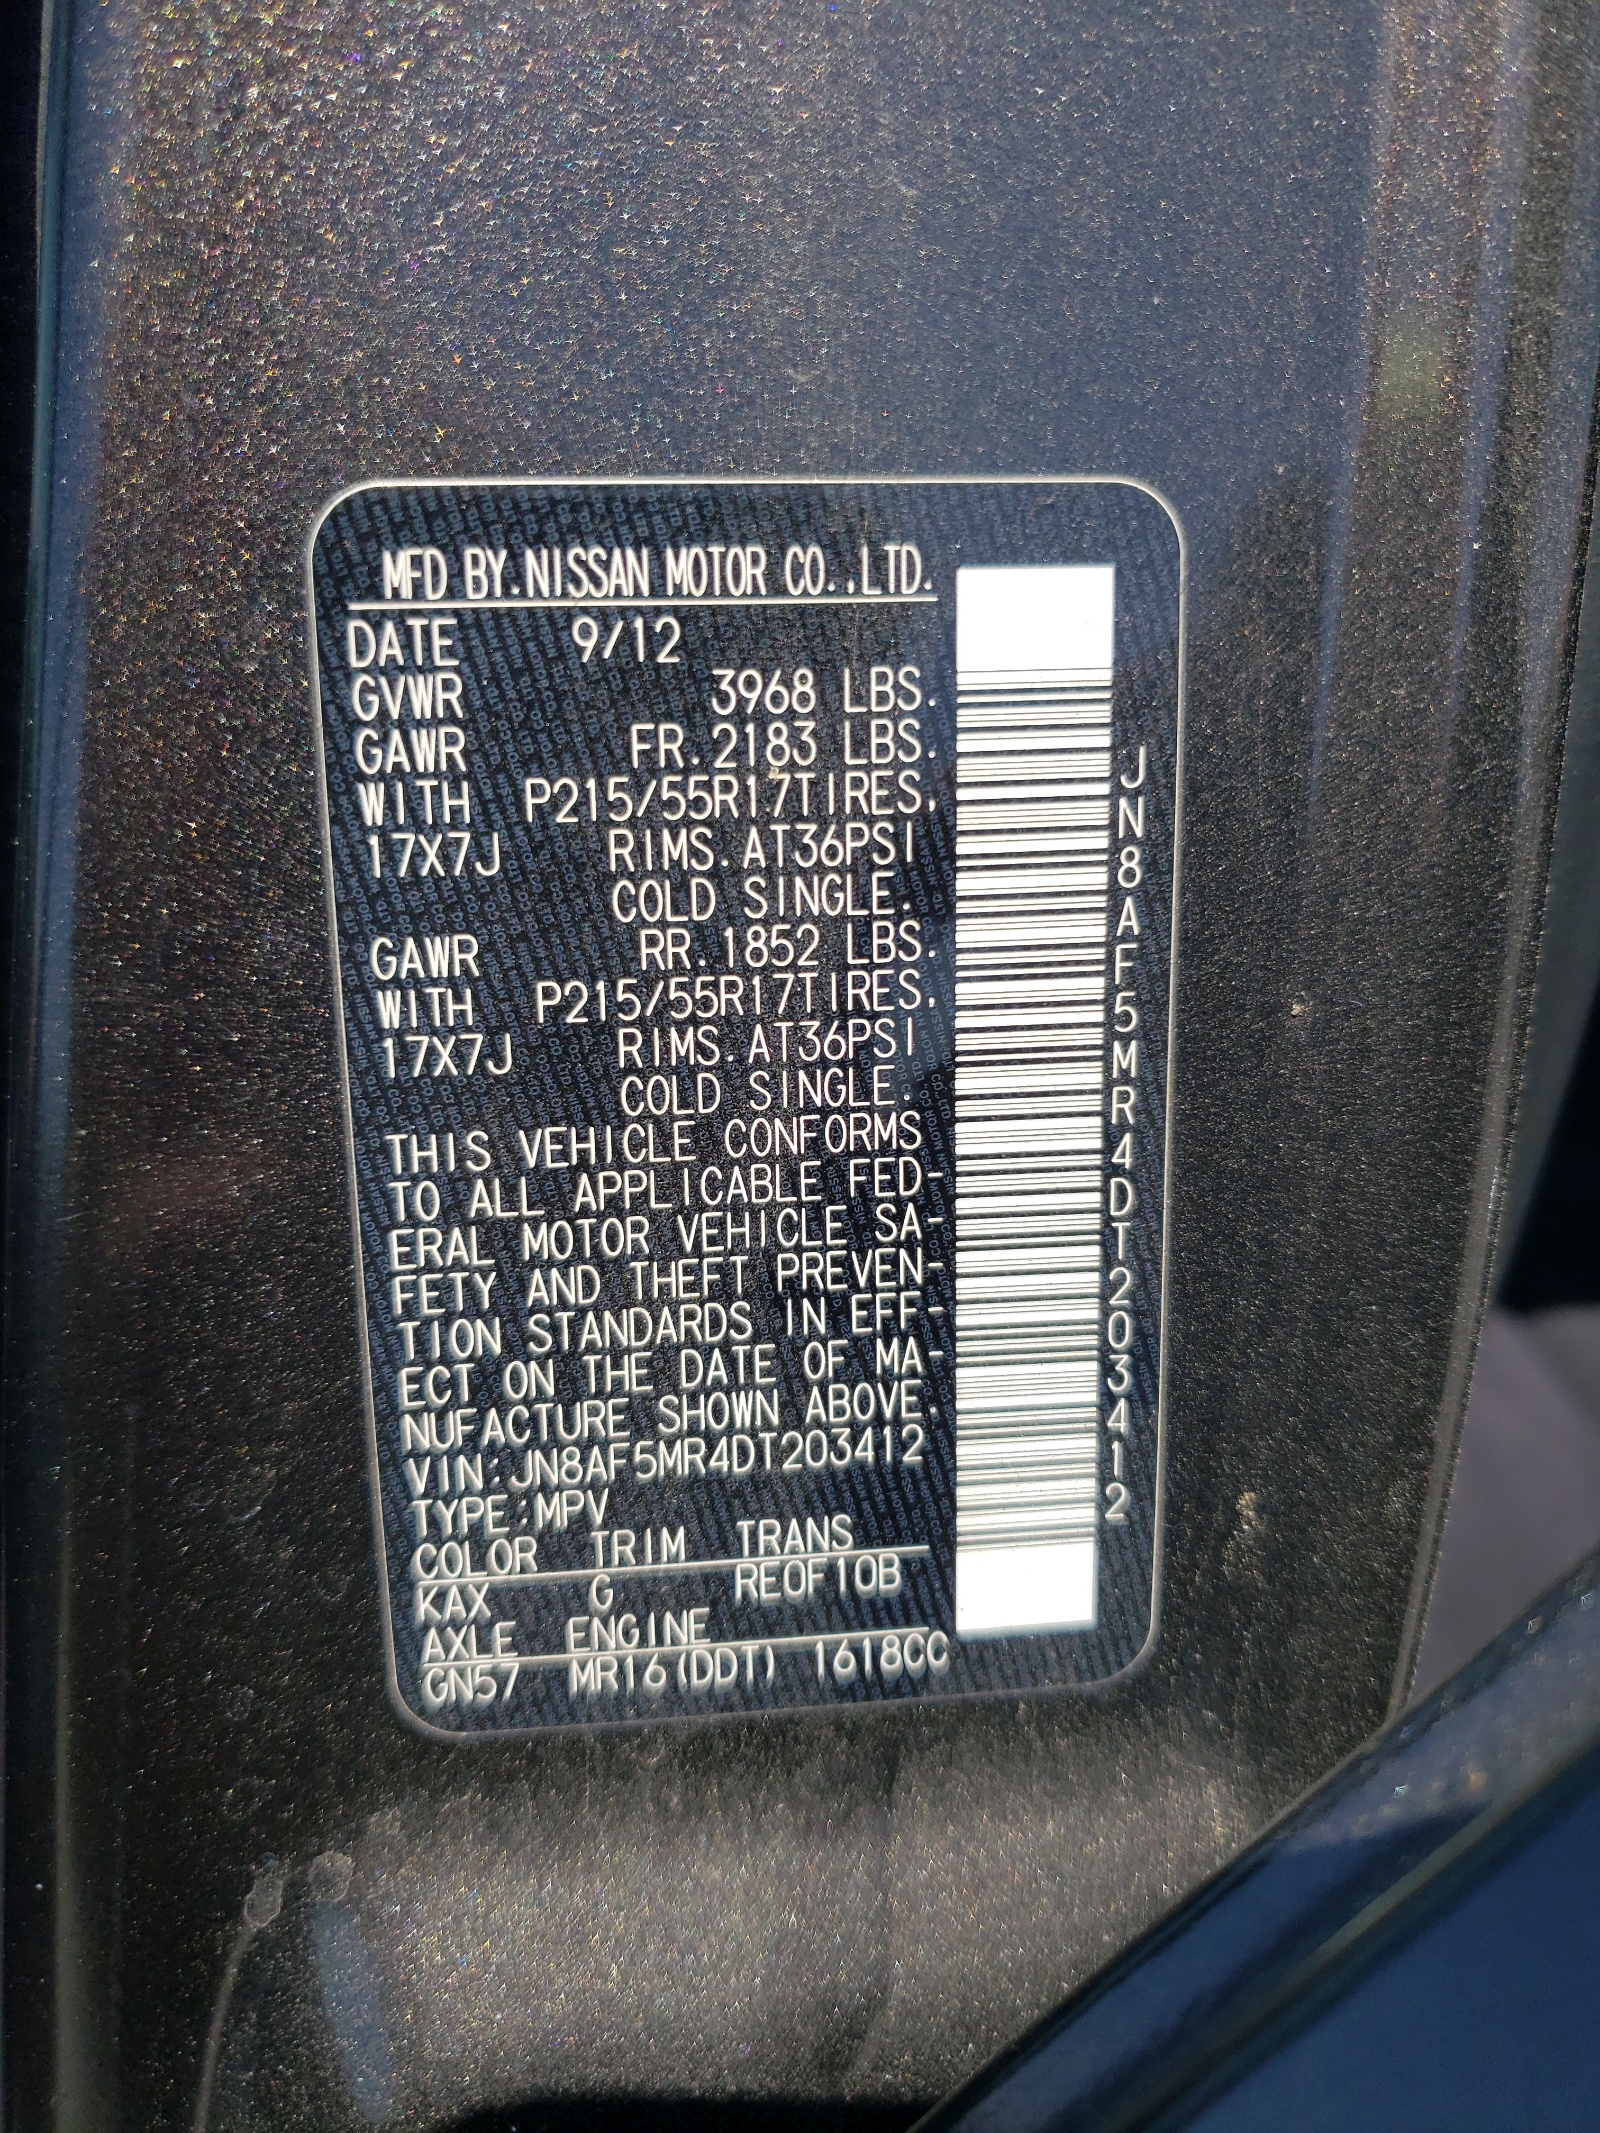 MFD BY.NISSAN MOTOR CO.,LTD.
DATE 9/12
GVWR 3968 LBS.
GAWR FR.2183 LBS.
WITH P215/55R17TIRES,
17X7J RIMS.AT36PSI
COLD SINGLE.
GAWR RR.1852 LBS.
WITH P215/55R17TIRES,
17X7J RIMS.AT36PSI
COLD SINGLE.
THIS VEHICLE CONFORMS
TO ALL APPLICABLE FED-
ERAL MOTOR VEHICLE SA-
FETY AND THEFT PREVEN-
TION STANDARDS IN EFF-
ECT ON THE DATE OF MA-
NUFACTURE SHOWN ABOVE.
VIN:JN8AF5MR4DT203412
TYPE:MPV
COLOR TRIM TRANS
KAX G RE0F10B
AXLE ENGINE
GN57 MR16(DDT) 1618CC
JN8AF5MR4DT203412